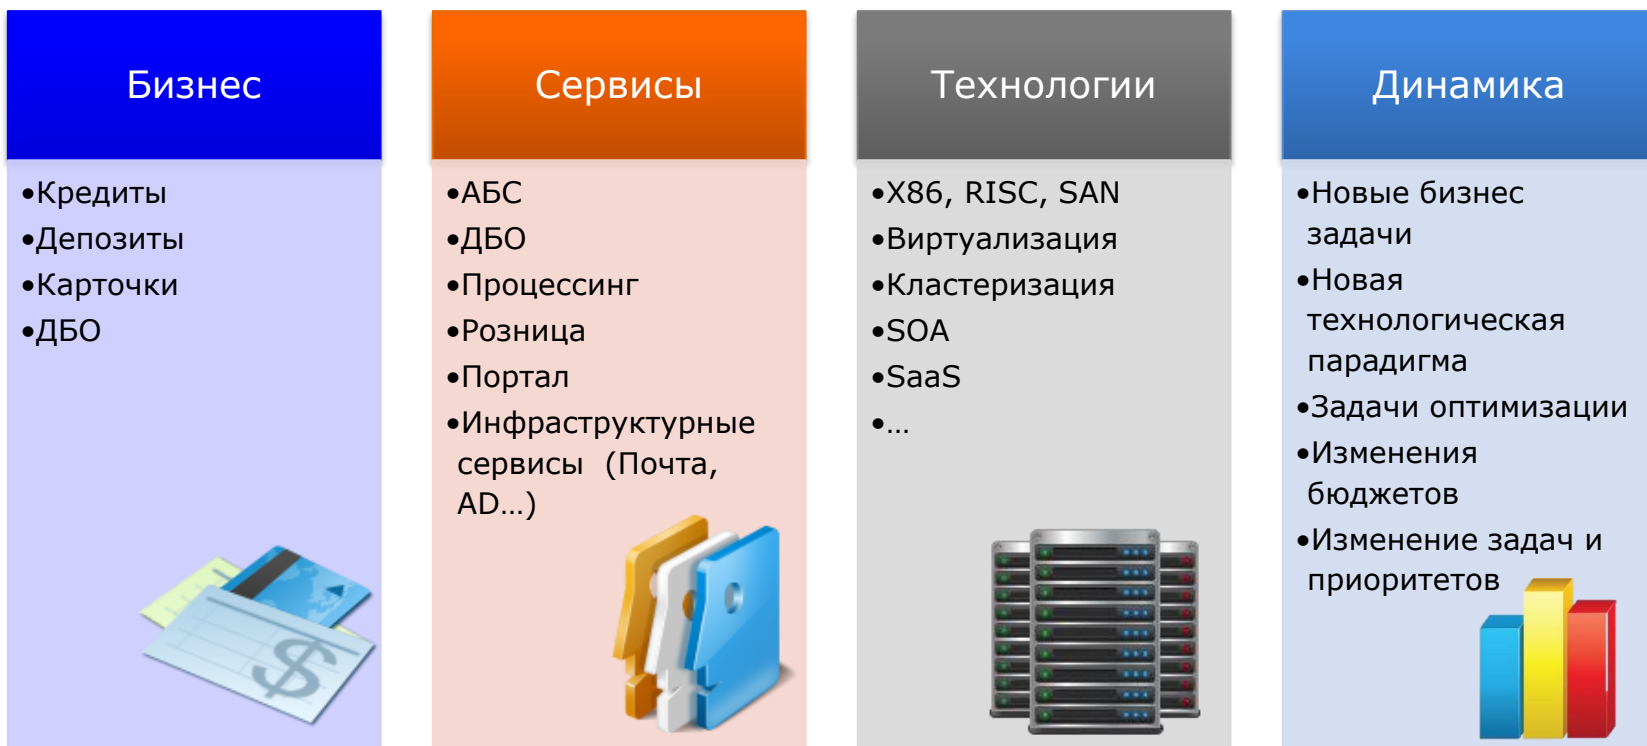 Бизнес
•Кредиты
•Депозиты
•Карточки
•ДБО
Сервисы
•АБС
•ДБО
•Процессинг
•Розница
•Портал
•Инфраструктурные
сервисы (Почта,
AD…)
Технологии
•X86, RISC, SAN
•Виртуализация
•Кластеризация
•SOA
•SaaS
•…
Динамика
•Новые бизнес
задачи
•Новая
технологическая
парадигма
•Задачи оптимизации
•Изменения
бюджетов
•Изменение задач и
приоритетов
$